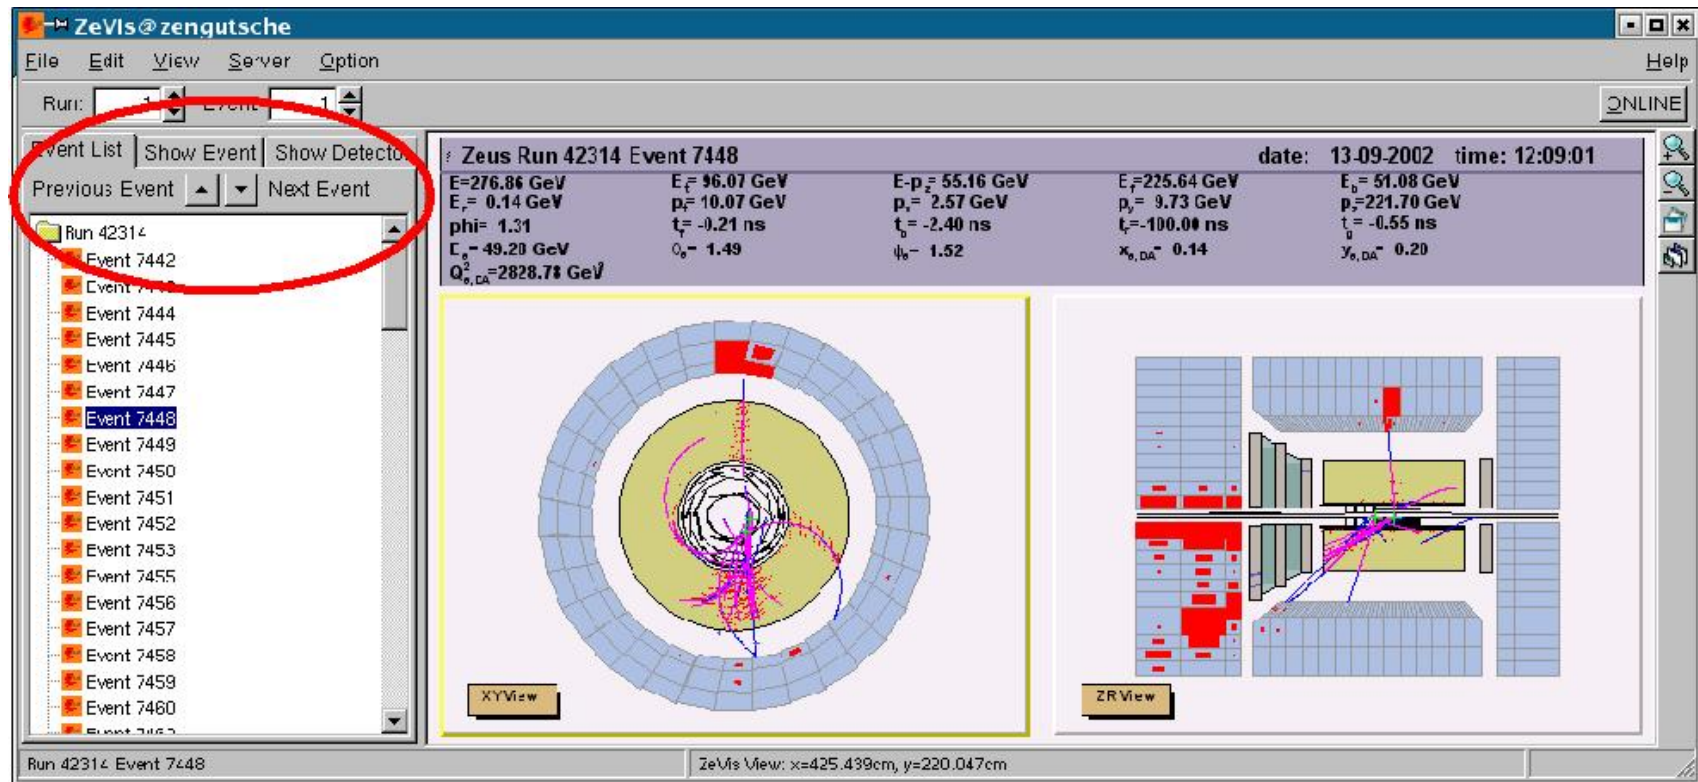 ZeVIs@zengutsche
File Edit View Server Option Help
Run: 1 Event 1 ONLINE
Event List Show Event Show Detector
Previous Event Next Event
Zeus Run 42314 Event 7448 date: 13-09-2002 time: 12:09:01
E=276.86 GeV E_t= 96.07 GeV E-p_z= 55.16 GeV E_f=225.64 GeV E_b= 51.08 GeV
E_r= 0.14 GeV p_t= 10.07 GeV p_x= 2.57 GeV p_y= 9.73 GeV p_z=221.70 GeV
phi= 1.31 t_f= -0.21 ns t_b= -2.40 ns t_r=-100.00 ns t_g= -0.55 ns
E_e= 49.20 GeV θ_e= 1.49 ψ_e= 1.52 x_e,DA= 0.14 y_e,DA= 0.20
Q²_e,DA=2828.78 GeV²
Run 42314
Event 7442
Event 7444
Event 7445
Event 7446
Event 7447
Event 7448
Event 7449
Event 7450
Event 7451
Event 7452
Event 7453
Event 7455
Event 7456
Event 7457
Event 7458
Event 7459
Event 7460
XYView
ZRView
Run 42314 Event 7448 ZeVis View: x=425.439cm, y=220.047cm